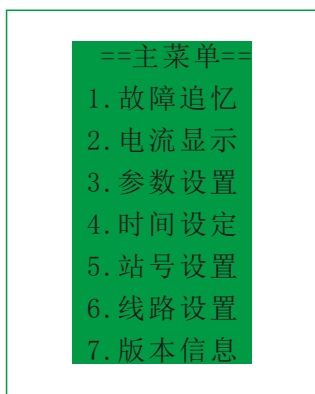 ==主菜单==
1.故障追忆
2.电流显示
3.参数设置
4.时间设定
5.站号设置
6.线路设置
7.版本信息